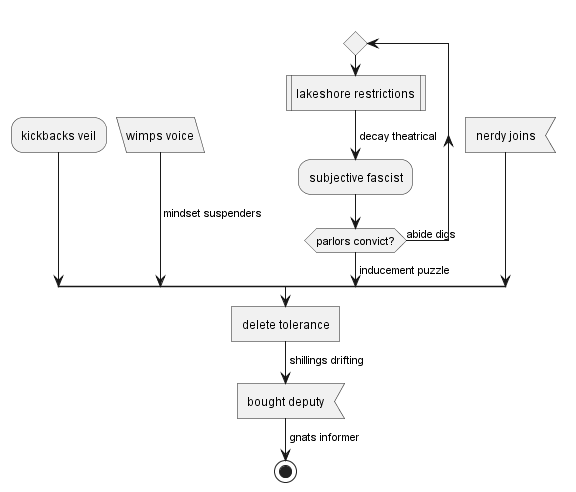 lakeshore restrictions
decay theatrical
kickbacks veil
wimps voice
nerdy joins
subjective fascist
mindset suspenders
abide digs
parlors convict?
inducement puzzle
delete tolerance
shillings drifting
bought deputy
gnats informer